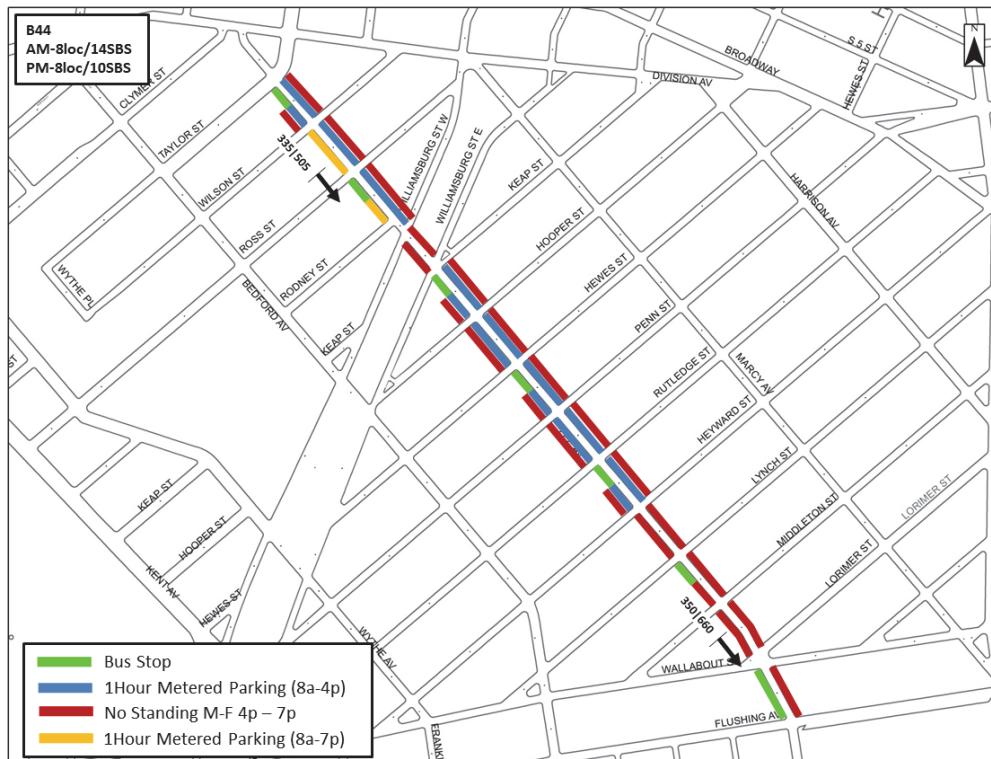 B44
AM-8loc/14SBS
PM-8loc/10SBS
N
S 5 ST
BROADWAY
HEWES ST
DIVISION AV
CLYMER ST
TAYLOR ST
WILSON ST
335|505
WILLIAMSBURG ST W
WILLIAMSBURG ST E
KEAP ST
HARRISON AV
HOOPER ST
ROSS ST
HEWES ST
WYTHE PL
RODNEY ST
BEDFORD AV
PENN ST
KEAP ST
RUTLEDGE ST
MARCY AV
HEYWARD ST
LYNCH ST
LORIMER ST
KEAP ST
MIDDLETON ST
HOOPER ST
LORIMER ST
KENT AV
HEWES ST
350|660
WYTHE AV
WALLABOUT
FLUSHING AV
FRANK
ST
Bus Stop
1Hour Metered Parking (8a-4p)
No Standing M-F 4p – 7p
1Hour Metered Parking (8a-7p)